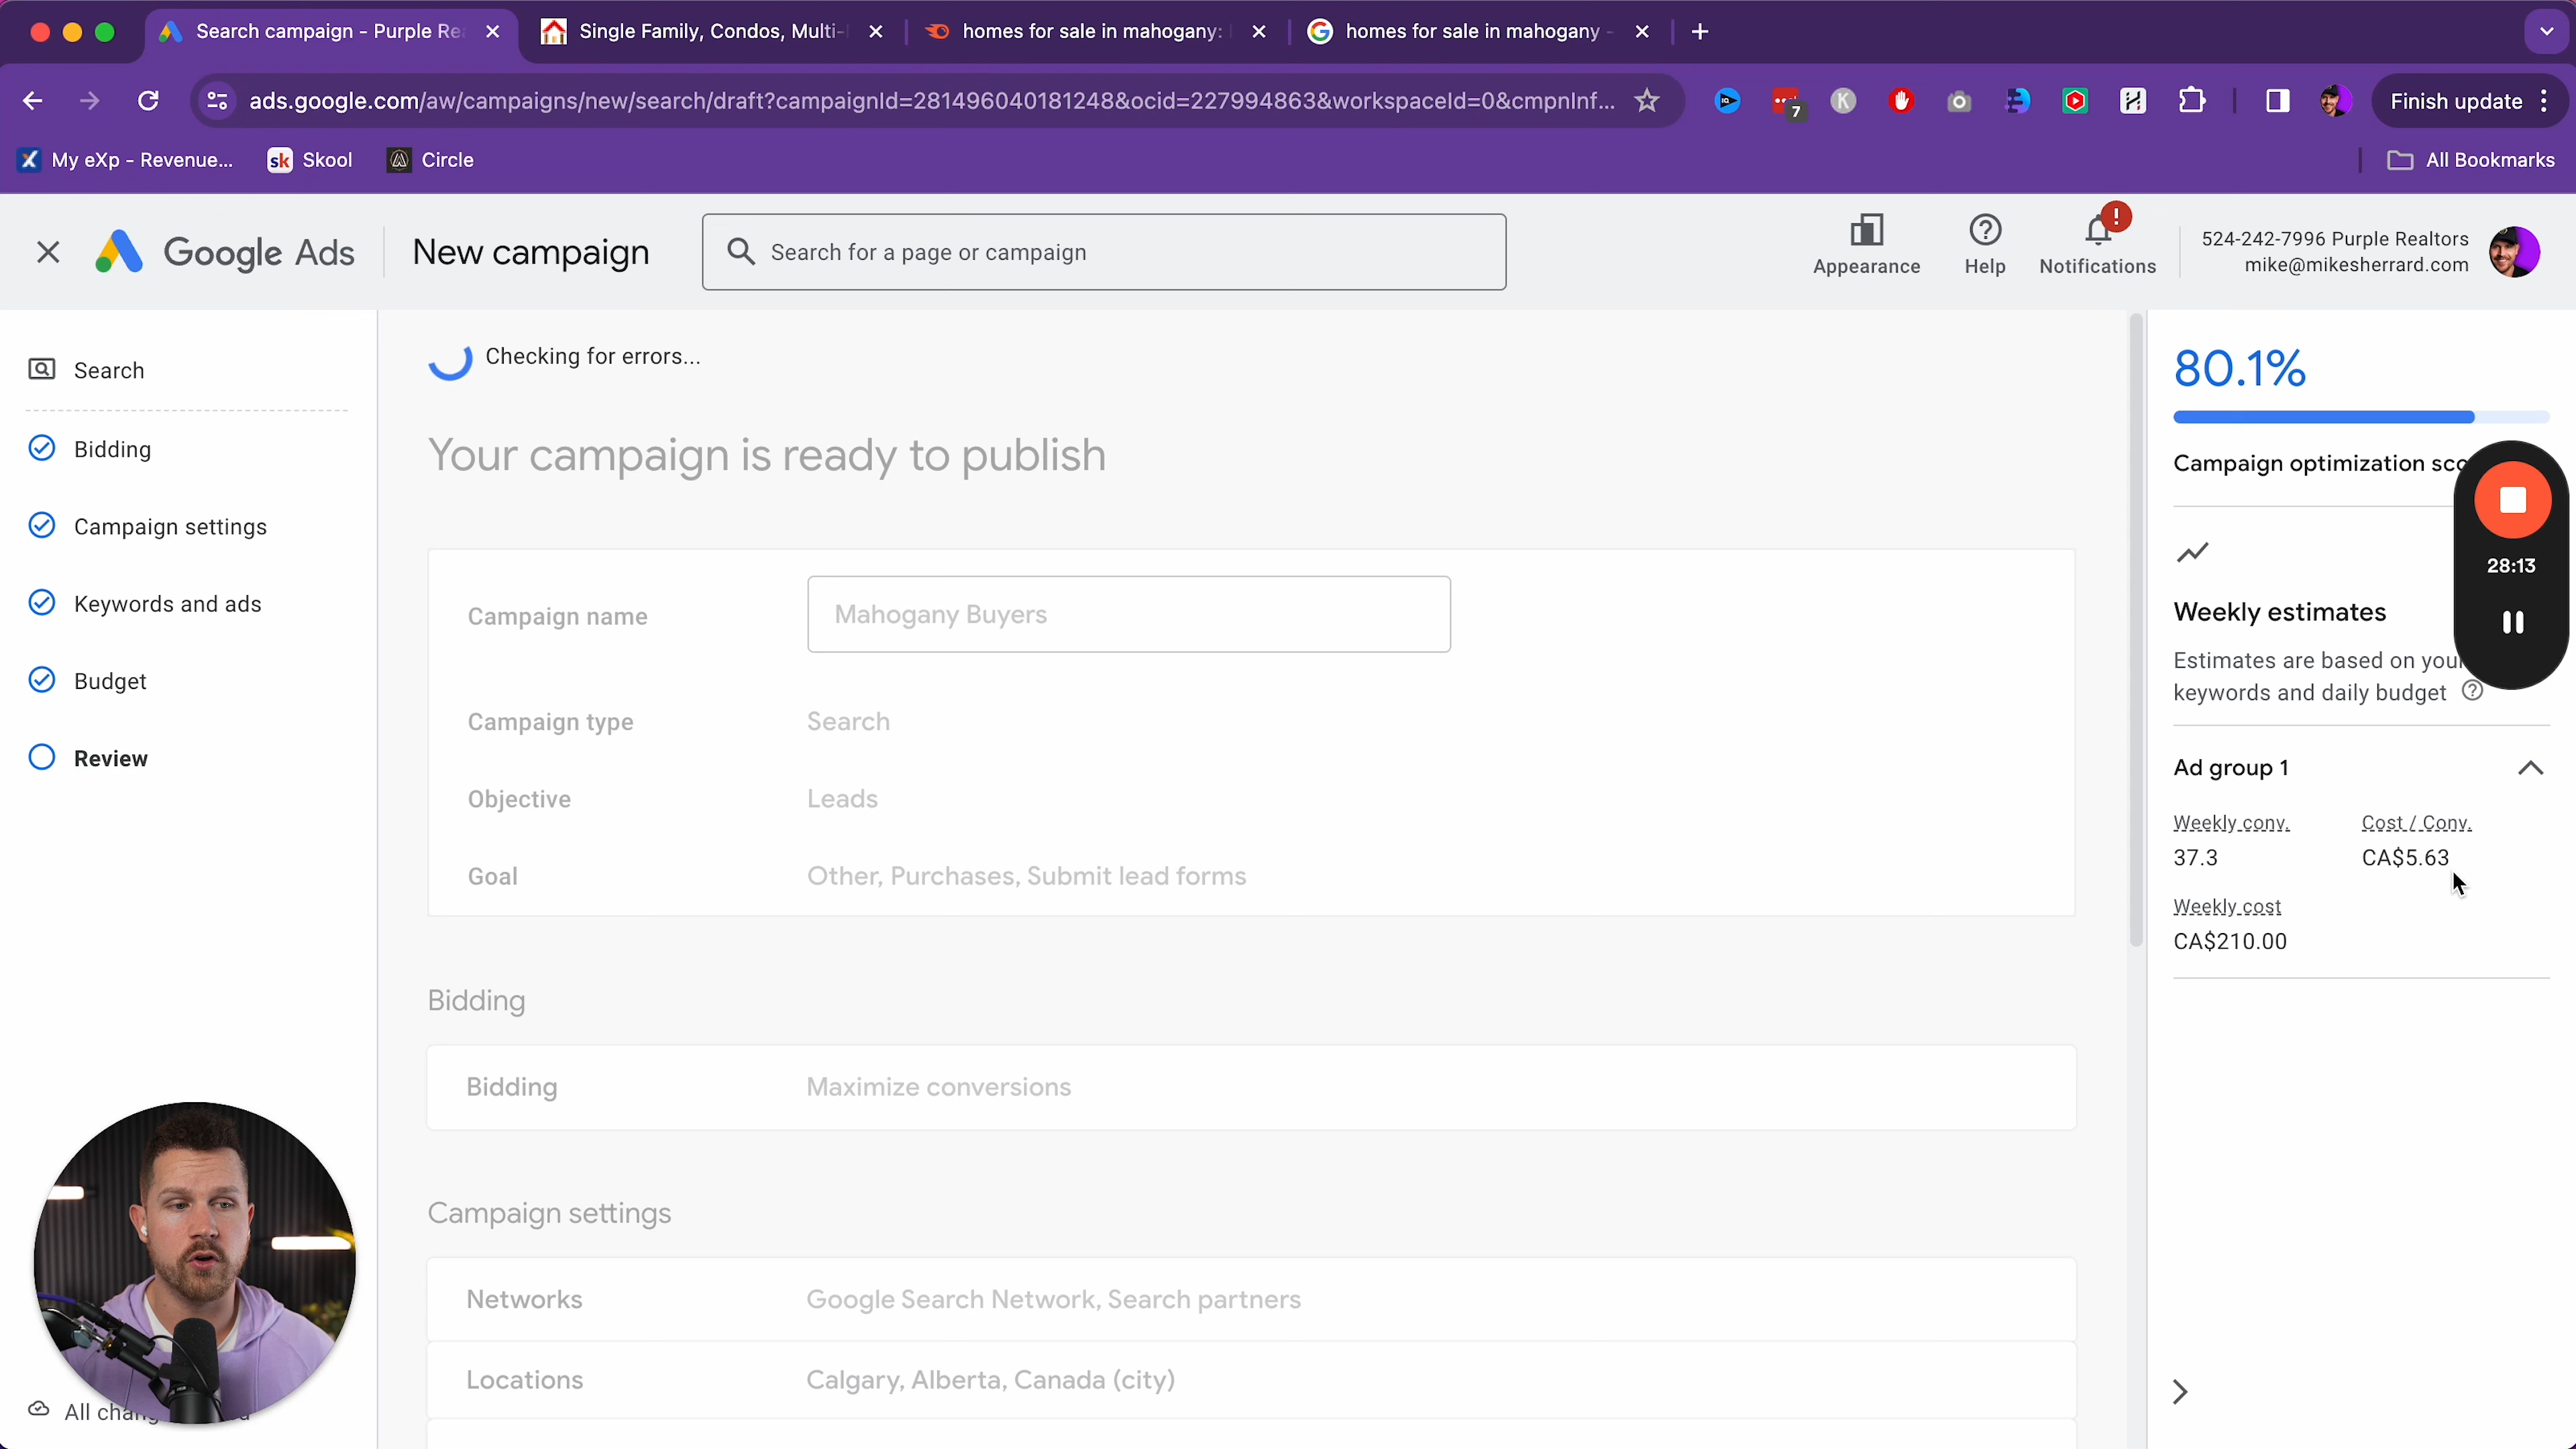 Search campaign - Purple Rea
Single Family, Condos, Multi-
homes for sale in mahogany:
homes for sale in mahogany -
ads.google.com/aw/campaigns/new/search/draft?campaignId=281496040181248&ocid=227994863&workspaceId=0&cmpnInf...
7
K
Finish update
My eXp - Revenue...
sk Skool
Circle
All Bookmarks
Google Ads
New campaign
Search for a page or campaign
Appearance
Help
Notifications
524-242-7996 Purple Realtors
mike@mikesherrard.com
Search
Bidding
Campaign settings
Keywords and ads
Budget
Review
All chang
Checking for errors...
Your campaign is ready to publish
Campaign name Mahogany Buyers
Campaign type Search
Objective Leads
Goal Other, Purchases, Submit lead forms
Bidding
Bidding Maximize conversions
Campaign settings
Networks Google Search Network, Search partners
Locations Calgary, Alberta, Canada (city)
80.1%
Campaign optimization sco
28:13
Weekly estimates
Estimates are based on your
keywords and daily budget
Ad group 1
Weekly conv. Cost / Conv.
37.3 CA$5.63
Weekly cost
CA$210.00